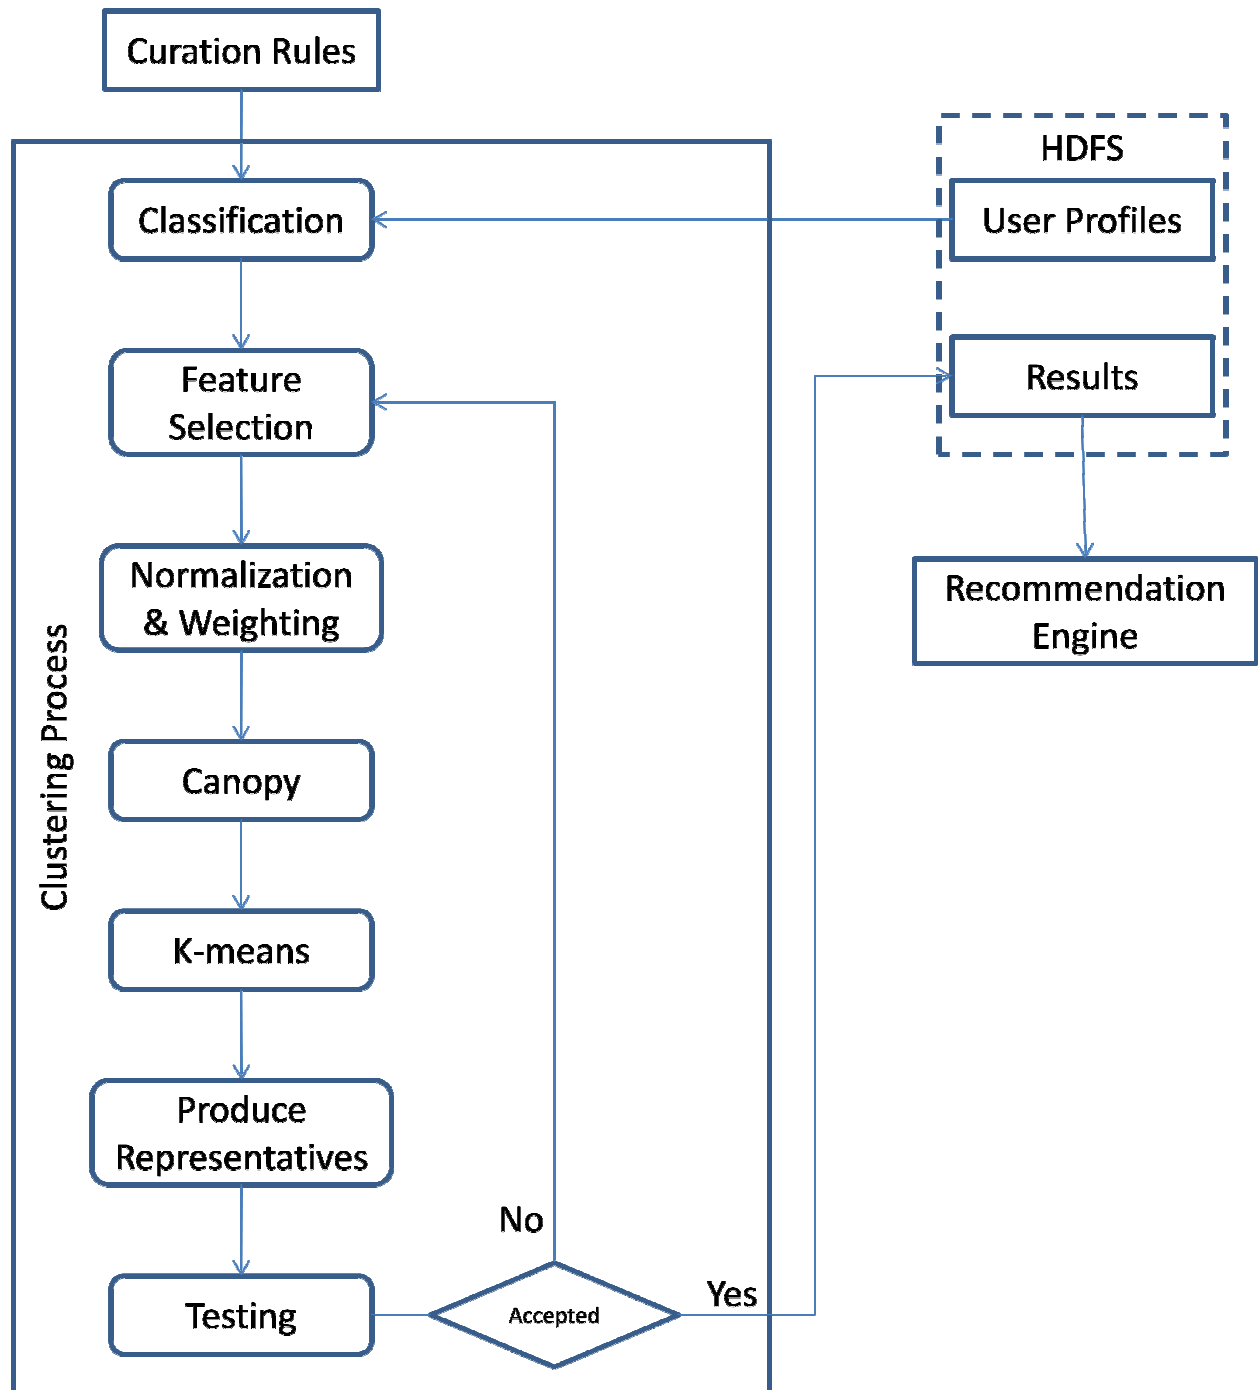 Curation Rules
HDFS
Classification
User Profiles
Feature
Selection
Results
Normalization
& Weighting
Recommendation
Engine
Clustering Process
Canopy
K-means
Produce
Representatives
No
Testing
Accepted
Yes